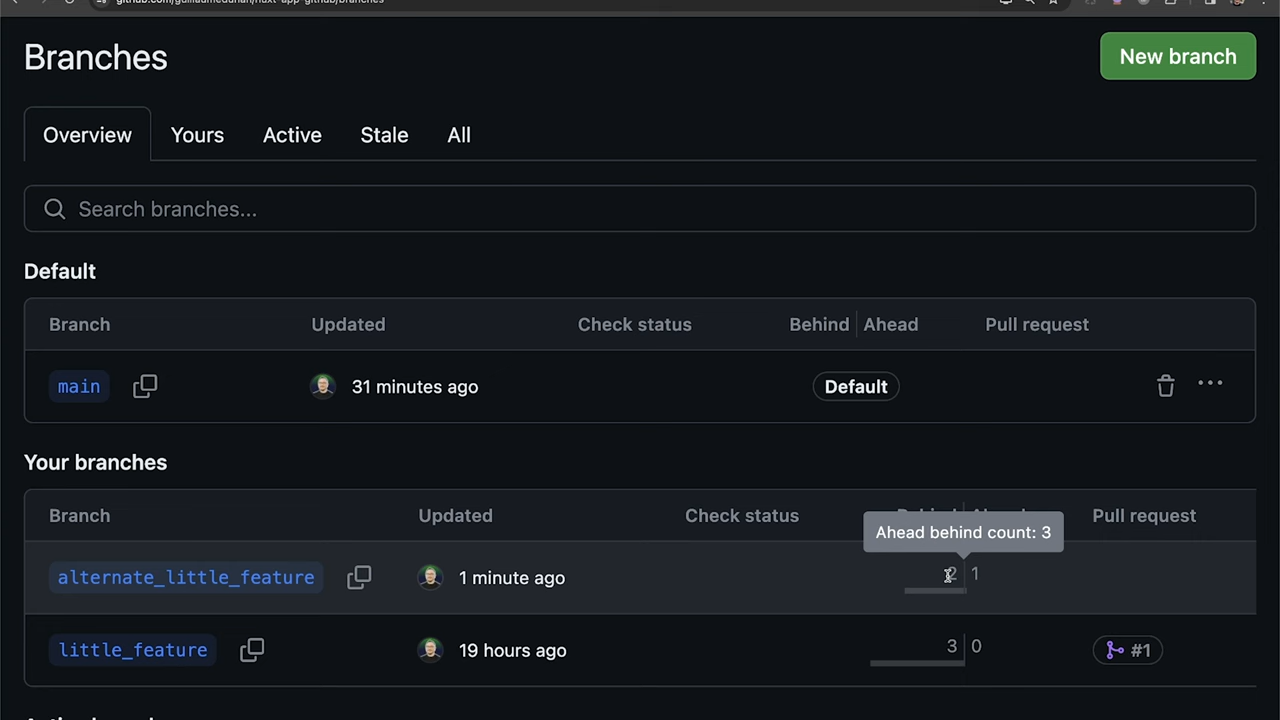 Branches
New branch
Overview Yours Active Stale All
Search branches...
Default
Branch Updated Check status Behind Ahead Pull request
main 31 minutes ago Default
Your branches
Branch Updated Check status Pull request
Ahead behind count: 3
alternate_little_feature 1 minute ago 2 1
little_feature 19 hours ago 3 0 #1